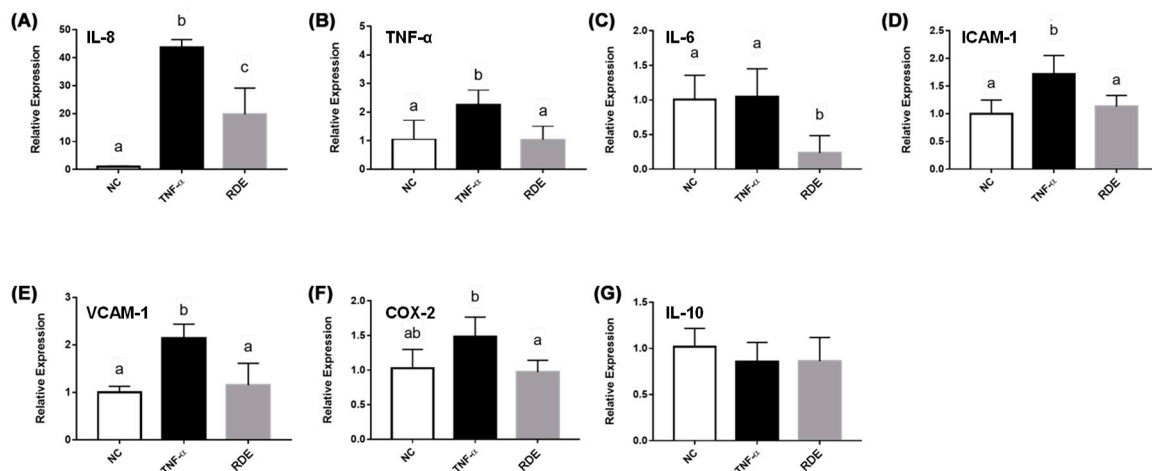 (A)
IL-8
Relative Expression
50
40
30
20
10
0
a
b
c
NC
TNF-α
RDE
(B)
TNF-α
Relative Expression
5
4
3
2
1
0
a
b
a
NC
TNF-α
RDE
(C)
IL-6
Relative Expression
2.0
1.5
1.0
0.5
0.0
a
a
b
NC
TNF-α
RDE
(D)
ICAM-1
Relative Expression
2.5
2.0
1.5
1.0
0.5
0.0
a
b
a
NC
TNF-α
RDE
(E)
VCAM-1
Relative Expression
3
2
1
0
a
b
a
NC
TNF-α
RDE
(F)
COX-2
Relative Expression
2.0
1.5
1.0
0.5
0.0
ab
b
a
NC
TNF-α
RDE
(G)
IL-10
Relative Expression
1.5
1.0
0.5
0.0
NC
TNF-α
RDE